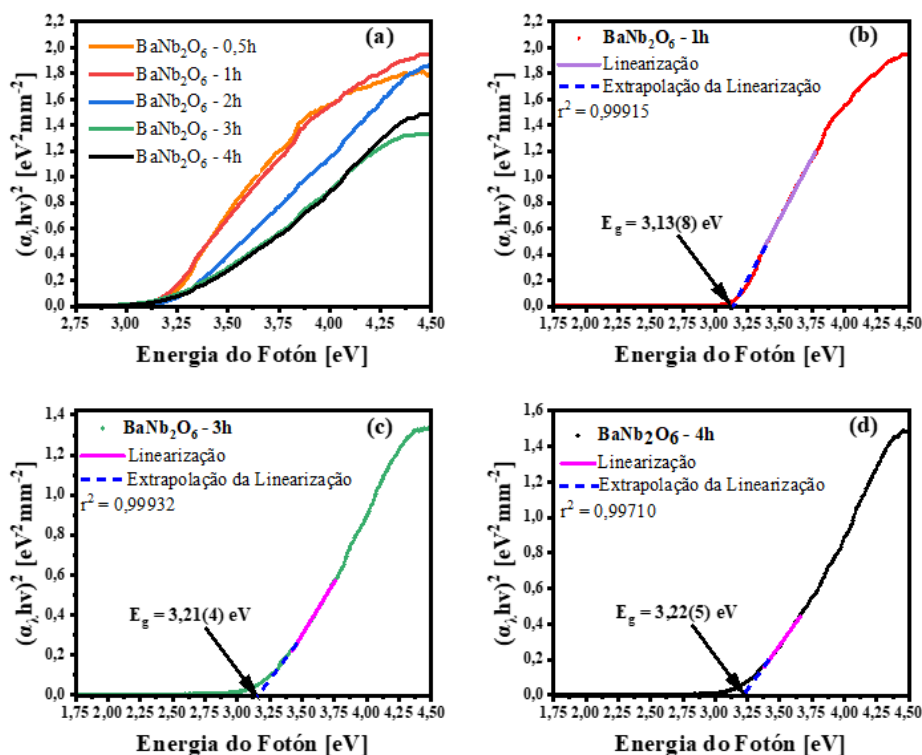 (a)
BaNb₂O₆ - 0,5h
BaNb₂O₆ - 1h
BaNb₂O₆ - 2h
BaNb₂O₆ - 3h
BaNb₂O₆ - 4h
(α_λhν)² [eV²mm⁻²]
2,2
2,0
1,8
1,6
1,4
1,2
1,0
0,8
0,6
0,4
0,2
0,0
2,75 3,00 3,25 3,50 3,75 4,00 4,25 4,50
Energia do Fotón [eV]
(b)
BaNb₂O₆ - 1h
Linearização
Extrapolação da Linearização
r² = 0,99915
E_g = 3,13(8) eV
(α_λhν)² [eV²mm⁻²]
2,2
2,0
1,8
1,6
1,4
1,2
1,0
0,8
0,6
0,4
0,2
0,0
1,75 2,00 2,25 2,50 2,75 3,00 3,25 3,50 3,75 4,00 4,25 4,50
Energia do Fotón [eV]
(c)
BaNb₂O₆ - 3h
Linearização
Extrapolação da Linearização
r² = 0,99932
E_g = 3,21(4) eV
(α_λhν)² [eV²mm⁻²]
1,4
1,2
1,0
0,8
0,6
0,4
0,2
0,0
1,75 2,00 2,25 2,50 2,75 3,00 3,25 3,50 3,75 4,00 4,25 4,50
Energia do Fotón [eV]
(d)
BaNb2O6 - 4h
Linearização
Extrapolação da Linearização
r² = 0,99710
E_g = 3,22(5) eV
(α_λhν)² [eV²mm⁻²]
1,6
1,4
1,2
1,0
0,8
0,6
0,4
0,2
0,0
1,75 2,00 2,25 2,50 2,75 3,00 3,25 3,50 3,75 4,00 4,25 4,50
Energia do Fotón [eV]